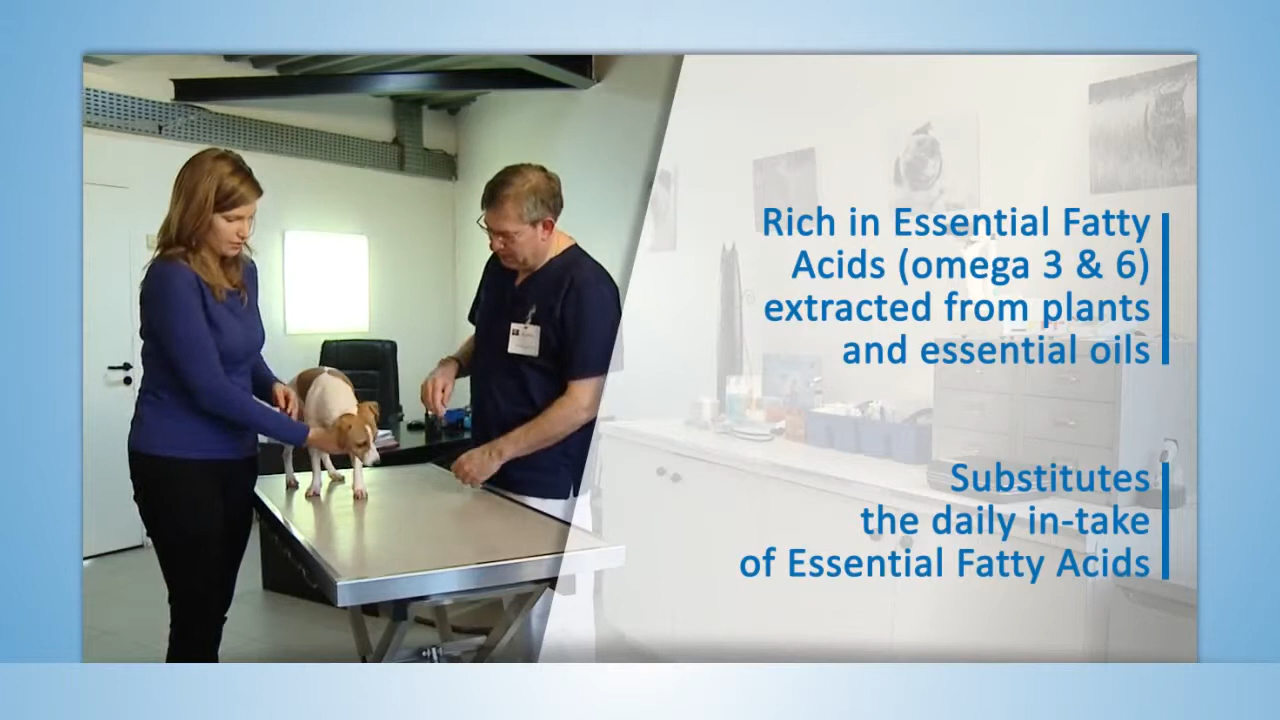 Rich in Essential Fatty
Acids (omega 3 & 6)
extracted from plants
and essential oils
Substitutes
the daily in-take
of Essential Fatty Acids